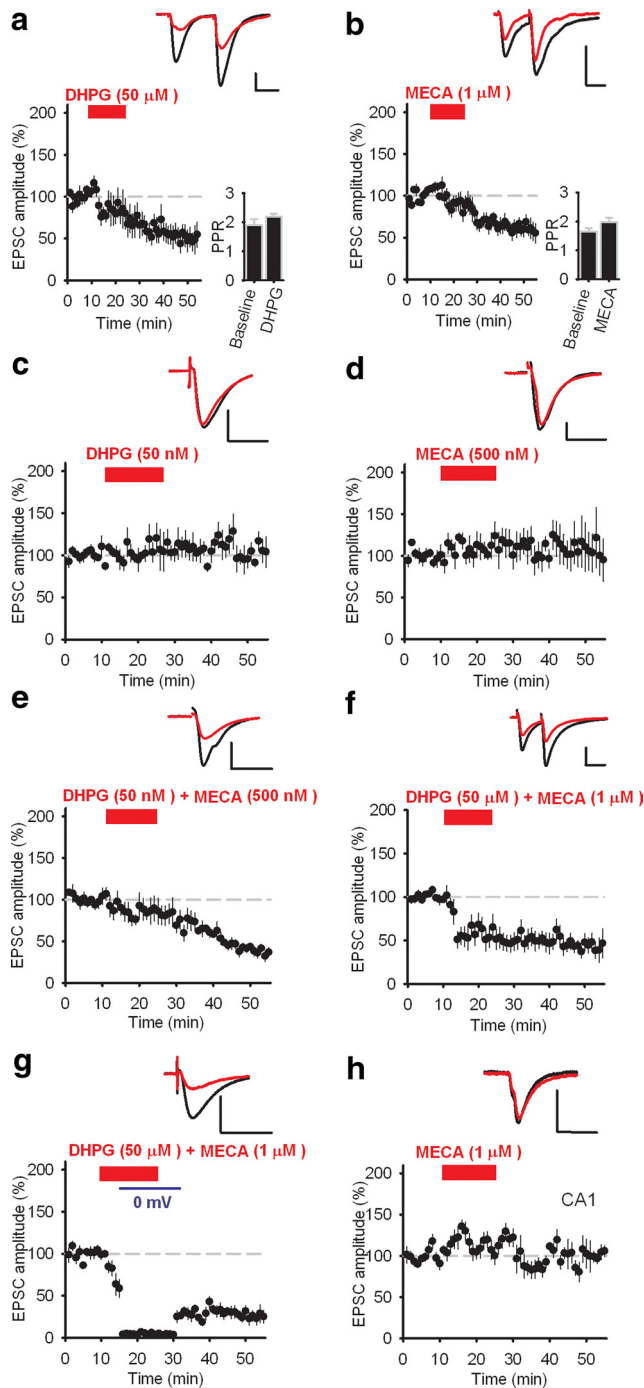 a
DHPG (50 μM )
200
150
100
50
0
EPSC amplitude (%)
0 10 20 30 40 50
Time (min)
3
2
1
0
PPR
Baseline
DHPG
b
MECA (1 μM )
200
150
100
50
0
EPSC amplitude (%)
0 10 20 30 40 50
Time (min)
3
2
1
0
PPR
Baseline
MECA
c
DHPG (50 nM )
200
150
100
50
0
EPSC amplitude (%)
0 10 20 30 40 50
Time (min)
d
MECA (500 nM )
200
150
100
50
0
EPSC amplitude (%)
0 10 20 30 40 50
Time (min)
e
DHPG (50 nM ) + MECA (500 nM )
200
150
100
50
0
EPSC amplitude (%)
0 10 20 30 40 50
Time (min)
f
DHPG (50 μM ) + MECA (1 μM )
200
150
100
50
0
EPSC amplitude (%)
0 10 20 30 40 50
Time (min)
g
DHPG (50 μM ) + MECA (1 μM )
0 mV
200
150
100
50
0
EPSC amplitude (%)
0 10 20 30 40 50
Time (min)
h
MECA (1 μM )
CA1
200
150
100
50
0
EPSC amplitude (%)
0 10 20 30 40 50
Time (min)